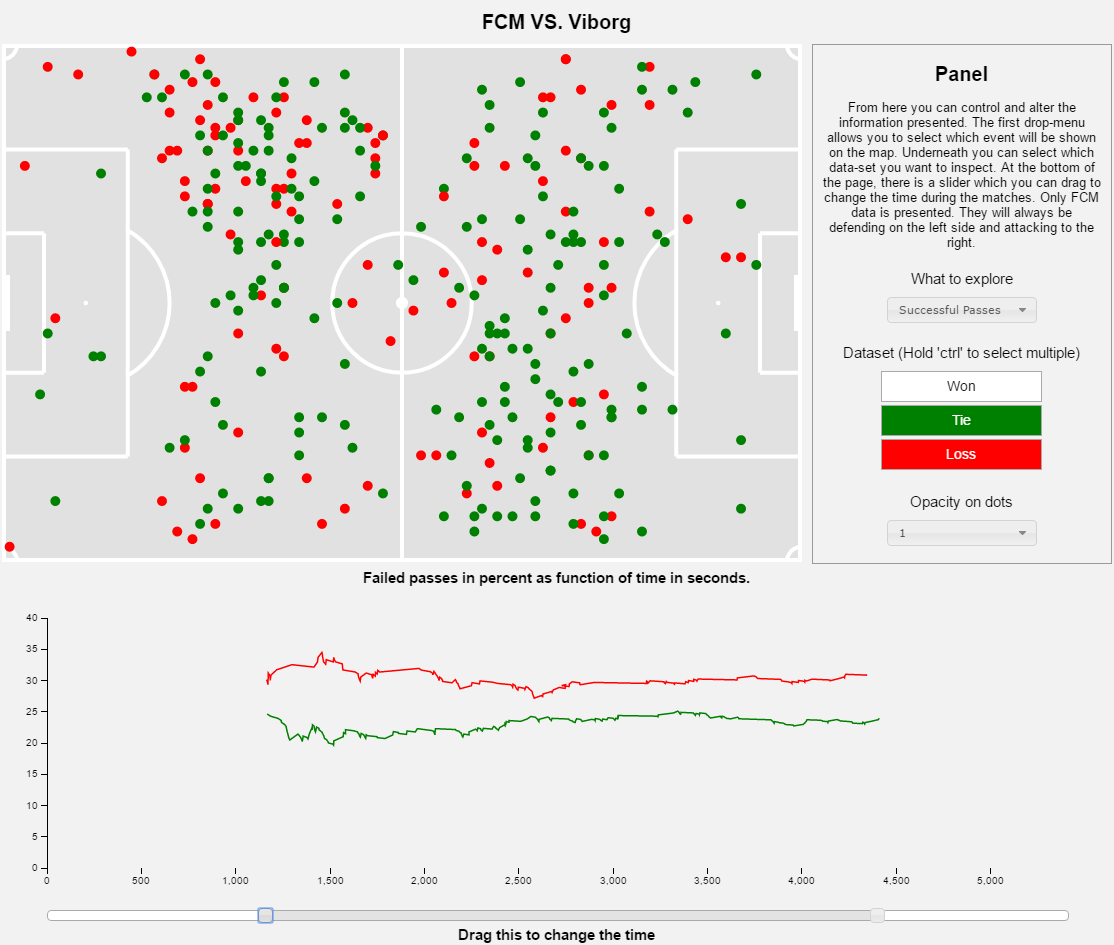 FCM VS. Viborg
Panel
From here you can control and alter the
information presented. The first drop-menu
allows you to select which event will be shown
on the map. Underneath you can select which
data-set you want to inspect. At the bottom of
the page, there is a slider which you can drag to
change the time during the matches. Only FCM
data is presented. They will always be
defending on the left side and attacking to the
right.
What to explore
Successful Passes
Dataset (Hold 'ctrl' to select multiple)
Won
Tie
Loss
Opacity on dots
1
Failed passes in percent as function of time in seconds.
40
35
30
25
20
15
10
5
0
0 500 1,000 1,500 2,000 2,500 3,000 3,500 4,000 4,500 5,000
Drag this to change the time